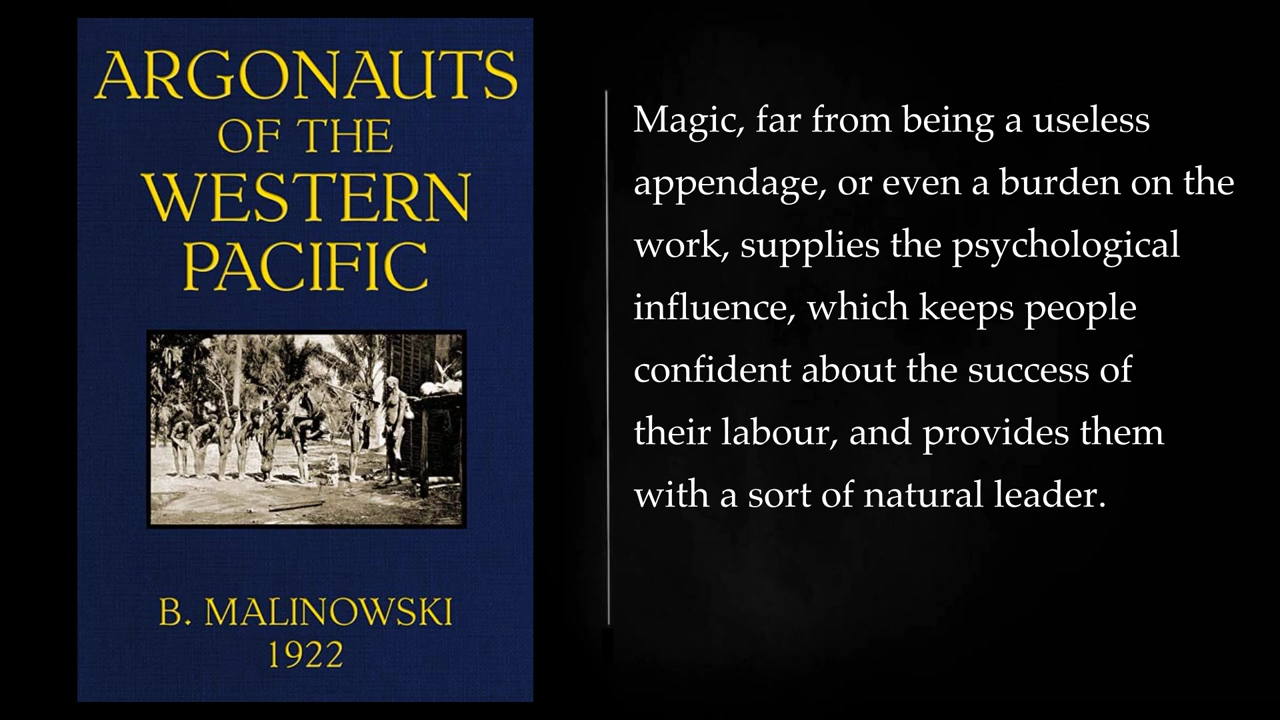 ARGONAUTS
OF THE
WESTERN
PACIFIC
B. MALINOWSKI
1922
Magic, far from being a useless
appendage, or even a burden on the
work, supplies the psychological
influence, which keeps people
confident about the success of
their labour, and provides them
with a sort of natural leader.